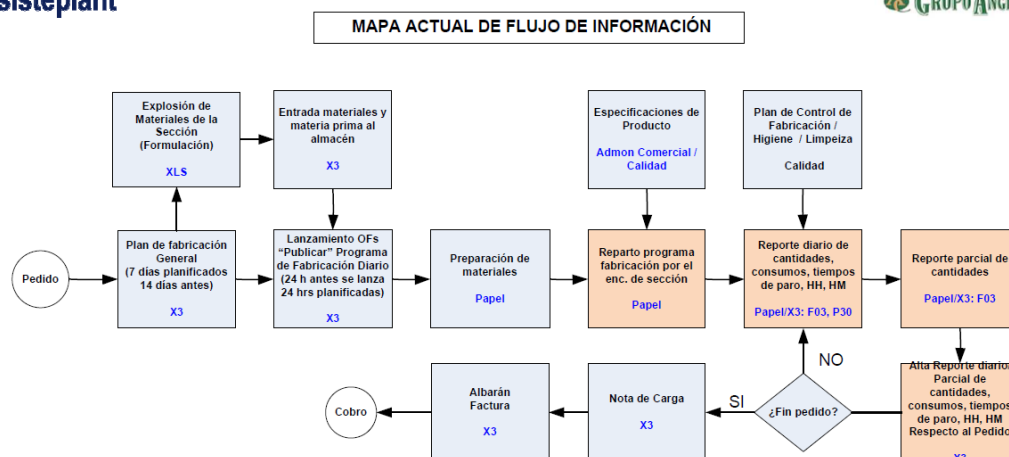 sisteplant
MAPA ACTUAL DE FLUJO DE INFORMACIÓN
Explosión de
Materiales de la
Sección
(Formulación)
XLS
Entrada materiales y
materia prima al
almacén
X3
Especificaciones de
Producto
Admon Comercial /
Calidad
Plan de Control de
Fabricación /
Higiene / Limpeiza
Calidad
Pedido
Plan de fabricación
General
(7 días planificados
14 días antes)
X3
Lanzamiento OFs
“Publicar” Programa
de Fabricación Diario
(24 h antes se lanza
24 hrs planificadas)
X3
Preparación de
materiales
Papel
Reparto programa
fabricación por el
enc. de sección
Papel
Reporte diario de
cantidades,
consumos, tiempos
de paro, HH, HM
Papel/X3: F03, P30
Reporte parcial de
cantidades
Papel/X3: F03
NO
Cobro
Albarán
Factura
X3
Nota de Carga
X3
SI
¿Fin pedido?
Alta Reporte diario
Parcial de
cantidades,
consumos, tiempos
de paro, HH, HM
Respecto al Pedido
X3